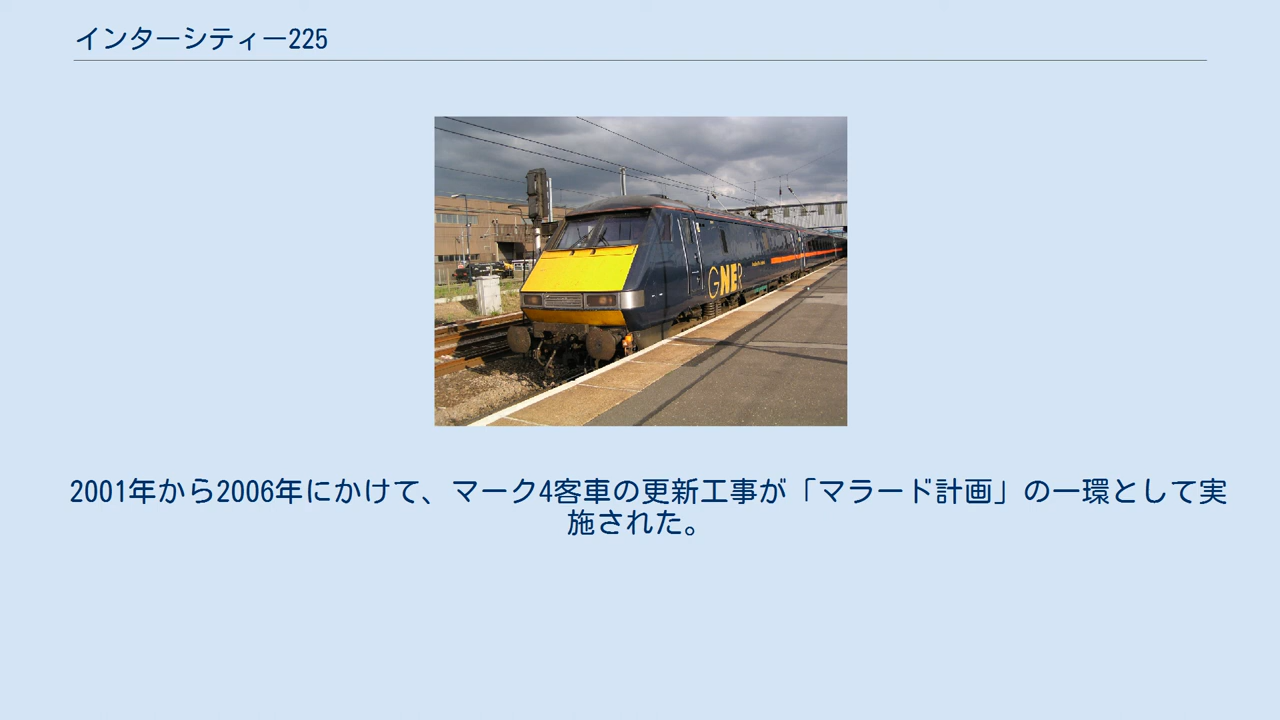 インターシティー225
GNER
2001年から2006年にかけて、マーク4客車の更新工事が「マラード計画」の一環として実
施された。